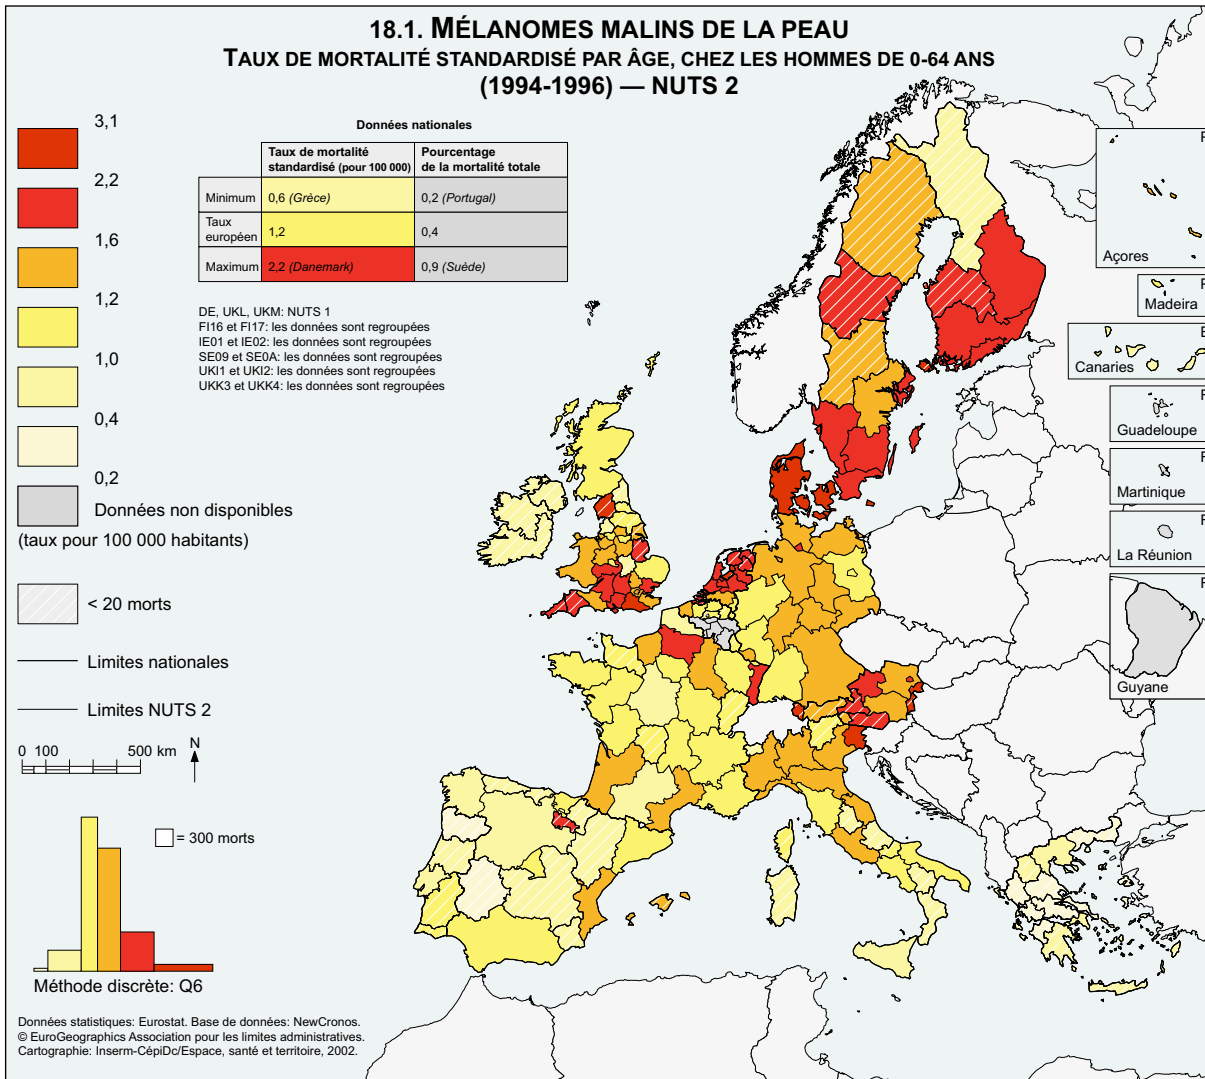 18.1. MÉLANOMES MALINS DE LA PEAU
TAUX DE MORTALITÉ STANDARDISÉ PAR ÂGE, CHEZ LES HOMMES DE 0-64 ANS
(1994-1996) — NUTS 2
3,1
2,2
1,6
1,2
1,0
0,4
0,2
Données non disponibles
(taux pour 100 000 habitants)
< 20 morts
Limites nationales
Limites NUTS 2
0 100 500 km
N
Données nationales
Taux de mortalité standardisé (pour 100 000)
Pourcentage de la mortalité totale
Minimum 0,6 (Grèce) 0,2 (Portugal)
Taux européen 1,2 0,4
Maximum 2,2 (Danemark) 0,9 (Suède)
DE, UKL, UKM: NUTS 1
FI16 et FI17: les données sont regroupées
IE01 et IE02: les données sont regroupées
SE09 et SE0A: les données sont regroupées
UKI1 et UKI2: les données sont regroupées
UKK3 et UKK4: les données sont regroupées
Açores
Madeira
Canaries
Guadeloupe
Martinique
La Réunion
Guyane
= 300 morts
Méthode discrète: Q6
Données statistiques: Eurostat. Base de données: NewCronos.
© EuroGeographics Association pour les limites administratives.
Cartographie: Inserm-CépiDc/Espace, santé et territoire, 2002.